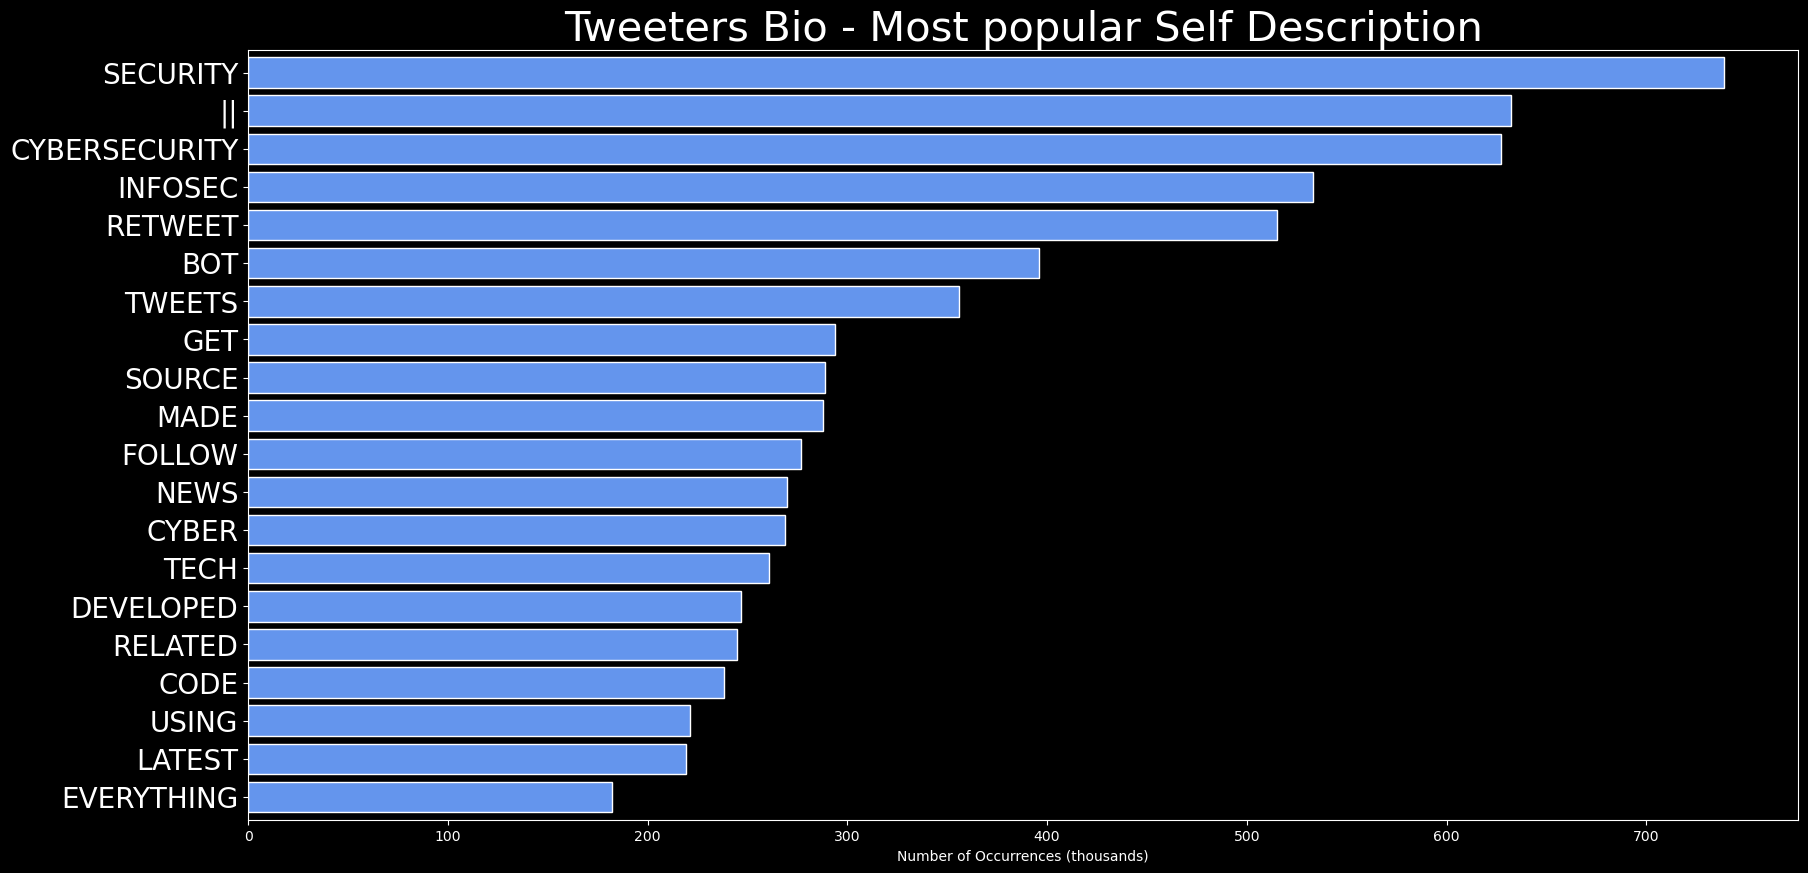 Tweeters Bio - Most popular Self Description
SECURITY
||
CYBERSECURITY
INFOSEC
RETWEET
BOT
TWEETS
GET
SOURCE
MADE
FOLLOW
NEWS
CYBER
TECH
DEVELOPED
RELATED
CODE
USING
LATEST
EVERYTHING
0 100 200 300 400 500 600 700
Number of Occurrences (thousands)